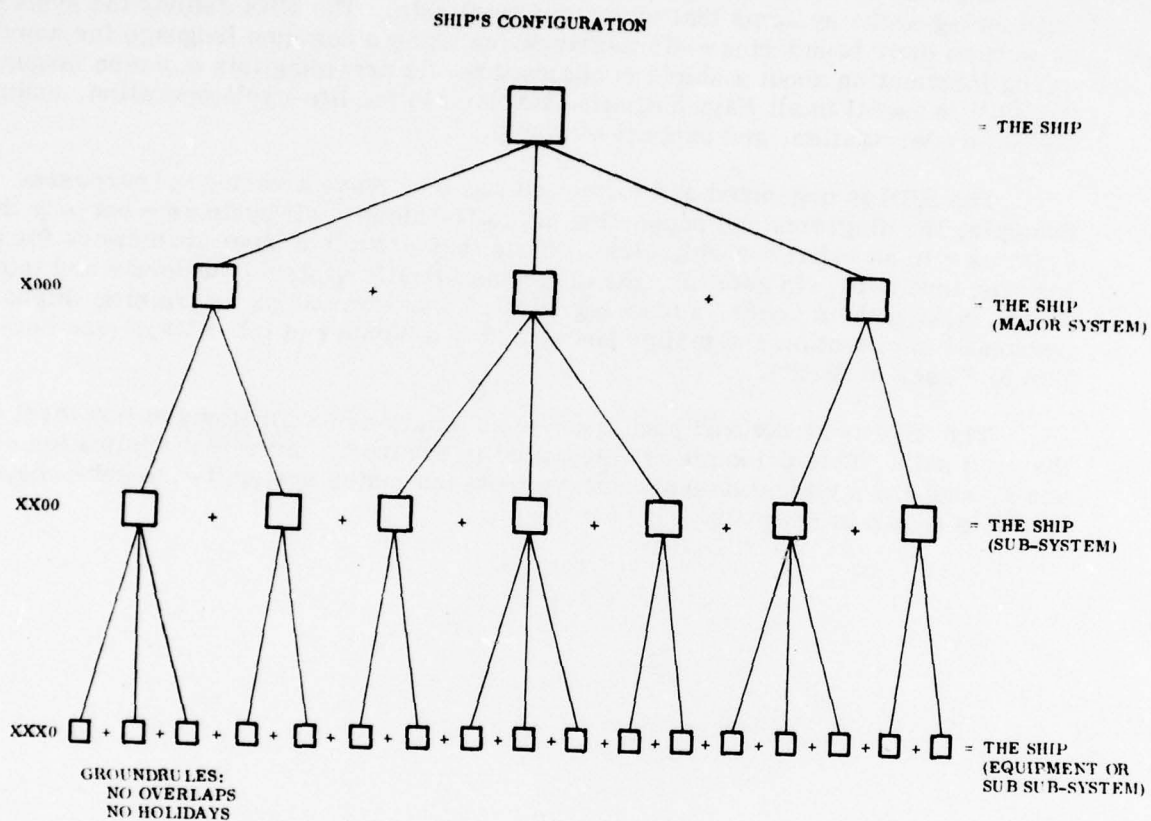 SHIP'S CONFIGURATION
= THE SHIP
X000
+ +
= THE SHIP
(MAJOR SYSTEM)
XX00
+ + + + + +
= THE SHIP
(SUB-SYSTEM)
XXX0
+ + + + + + + + + + + + + + + +
= THE SHIP
(EQUIPMENT OR
SUB SUB-SYSTEM)
GROUNDRULES:
NO OVERLAPS
NO HOLIDAYS